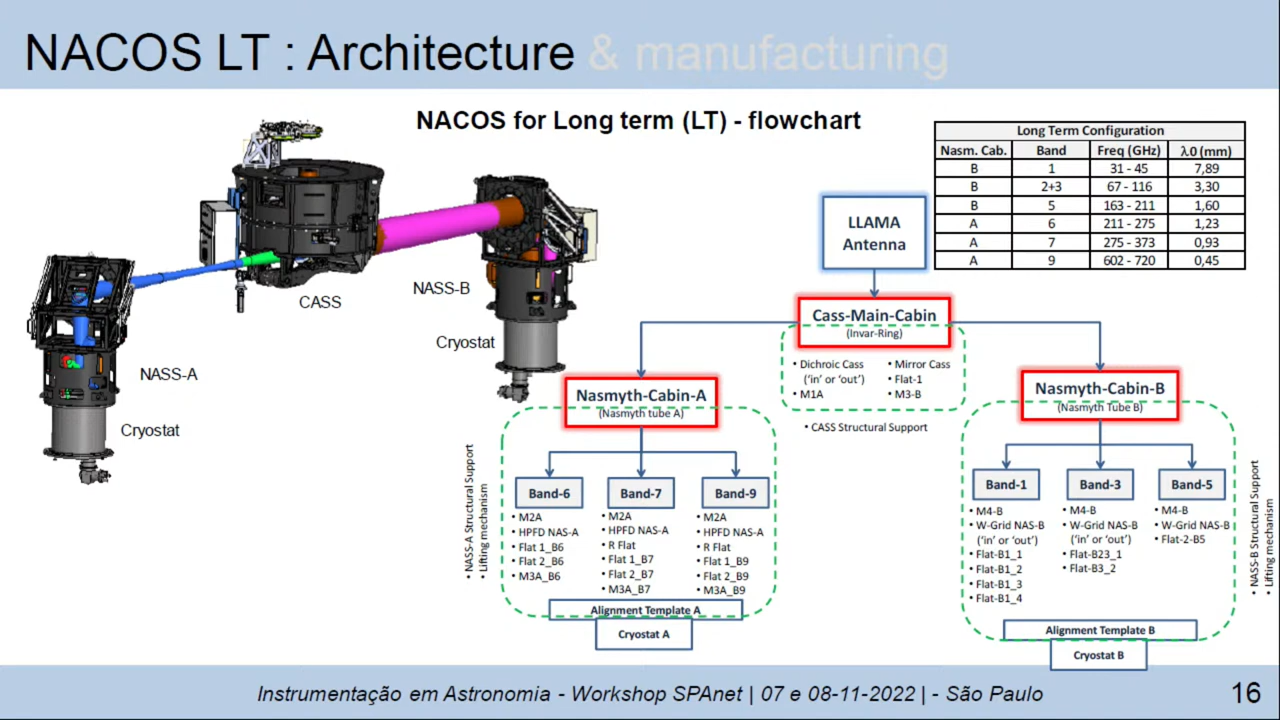 NACOS LT : Architecture & manufacturing
NACOS for Long term (LT) - flowchart
Long Term Configuration
Nasm. Cab. Band Freq (GHz) λ0 (mm)
B 1 31 - 45 7,89
B 2+3 67 - 116 3,30
B 5 163 - 211 1,60
A 6 211 - 275 1,23
A 7 275 - 373 0,93
A 9 602 - 720 0,45
CASS
NASS-B
Cryostat
NASS-A
Cryostat
LLAMA
Antenna
Cass-Main-Cabin
(Invar-Ring)
• Dichroic Cass
('in' or 'out')
• M1A
• Mirror Cass
• Flat-1
• M3-B
• CASS Structural Support
Nasmyth-Cabin-A
(Nasmyth tube A)
• NASS-A Structural Support
• Lifting mechanism
Band-6
• M2A
• HPFD NAS-A
• Flat 1_B6
• Flat 2_B6
• M3A_B6
Band-7
• M2A
• HPFD NAS-A
• R Flat
• Flat 1_B7
• Flat 2_B7
• M3A_B7
Band-9
• M2A
• HPFD NAS-A
• R Flat
• Flat 1_B9
• Flat 2_B9
• M3A_B9
Alignment Template A
Cryostat A
Nasmyth-Cabin-B
(Nasmyth Tube B)
Band-1
• M4-B
• W-Grid NAS-B
('in' or 'out')
• Flat-B1_1
• Flat-B1_2
• Flat-B1_3
• Flat-B1_4
Band-3
• M4-B
• W-Grid NAS-B
('in' or 'out')
• Flat-B23_1
• Flat-B3_2
Band-5
• M4-B
• W-Grid NAS-B
• Flat-2-B5
• NASS-B Structural Support
• Lifting mechanism
Alignment Template B
Cryostat B
Instrumentação em Astronomia - Workshop SPAnet | 07 e 08-11-2022 | - São Paulo
16